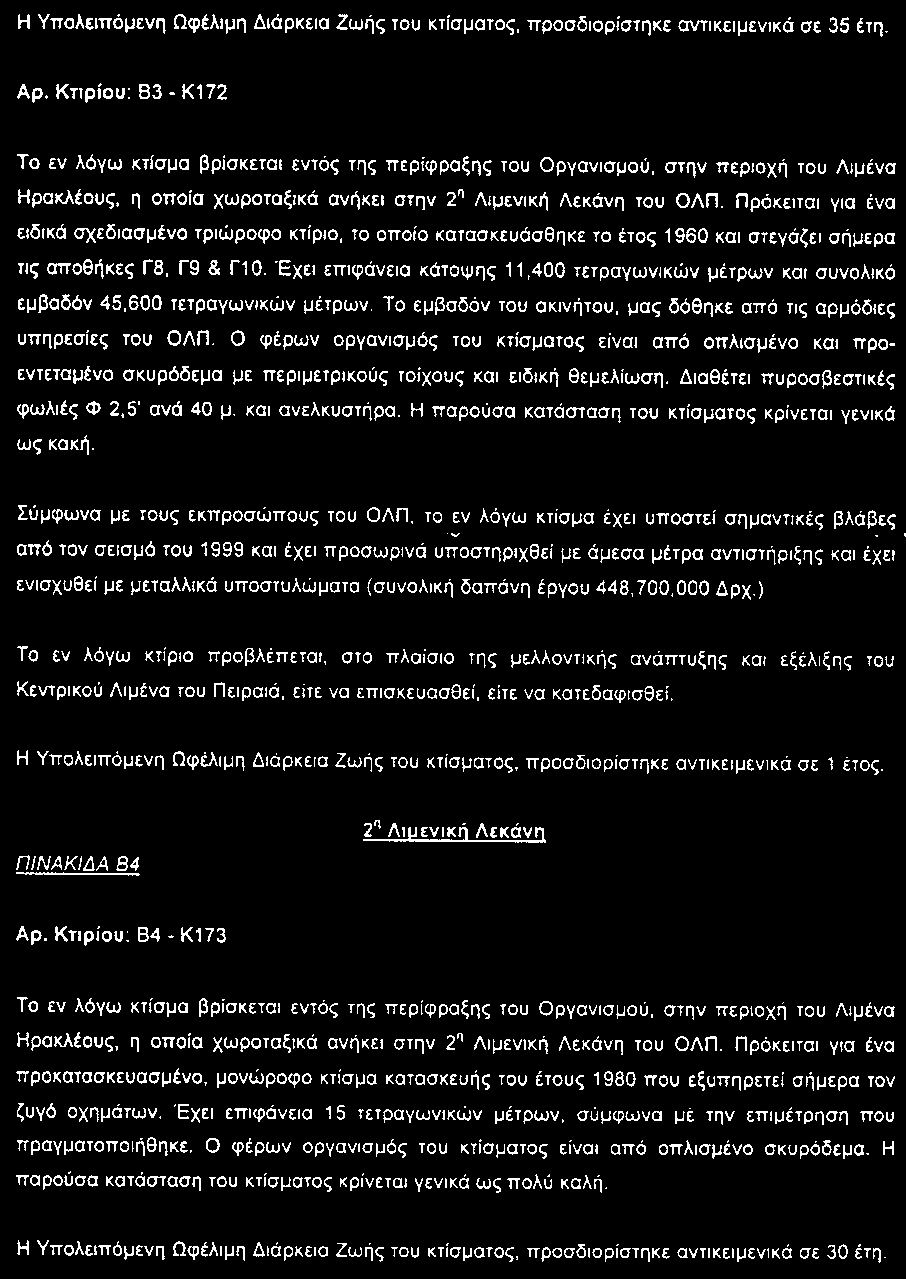 Η Υπολειπόμενη Ωφέλιμη Διάρκεια Ζωής του κτίσματος, προσδιορίστηκε αντικειμενικά σε 35 έτη.
Αρ. Κτιρίου: Β3 - Κ172
Το εν λόγω κτίσμα βρίσκεται εντός της περίφραξης του Οργανισμού, στην περιοχή του Λιμένα
Ηρακλέους, η οποία χωροταξικά ανήκει στην 2η Λιμενική Λεκάνη του ΟΛΠ. Πρόκειται για ένα
ειδικά σχεδιασμένο τριώροφο κτίριο, το οποίο κατασκευάσθηκε το έτος 1960 και στεγάζει σήμερα
τις αποθήκες Γ8, Γ9 & Γ10. Έχει επιφάνεια κάτοψης 11,400 τετραγωνικών μέτρων και συνολικό
εμβαδόν 45,600 τετραγωνικών μέτρων. Το εμβαδόν του ακινήτου, μας δόθηκε από τις αρμόδιες
υπηρεσίες του ΟΛΠ. Ο φέρων οργανισμός του κτίσματος είναι από οπλισμένο και προ-
εντεταμένο σκυρόδεμα με περιμετρικούς τοίχους και ειδική θεμελίωση. Διαθέτει πυροσβεστικές
φωλιές Φ 2,5' ανά 40 μ. και ανελκυστήρα. Η παρούσα κατάσταση του κτίσματος κρίνεται γενικά
ως κακή.
Σύμφωνα με τους εκπροσώπους του ΟΛΠ, το εν λόγω κτίσμα έχει υποστεί σημαντικές βλάβες
από τον σεισμό του 1999 και έχει προσωρινά υποστηριχθεί με άμεσα μέτρα αντιστήριξης και έχει
ενισχυθεί με μεταλλικά υποστυλώματα (συνολική δαπάνη έργου 448,700,000 Δρχ.)
Το εν λόγω κτίριο προβλέπεται, στο πλαίσιο της μελλοντικής ανάπτυξης και εξέλιξης του
Κεντρικού Λιμένα του Πειραιά, είτε να επισκευασθεί, είτε να κατεδαφισθεί.
Η Υπολειπόμενη Ωφέλιμη Διάρκεια Ζωής του κτίσματος, προσδιορίστηκε αντικειμενικά σε 1 έτος.
2η Λιμενική Λεκάνη
ΠΙΝΑΚΙΔΑ Β4
Αρ. Κτιρίου: Β4 - Κ173
Το εν λόγω κτίσμα βρίσκεται εντός της περίφραξης του Οργανισμού, στην περιοχή του Λιμένα
Ηρακλέους, η οποία χωροταξικά ανήκει στην 2η Λιμενική Λεκάνη του ΟΛΠ. Πρόκειται για ένα
προκατασκευασμένο, μονώροφο κτίσμα κατασκευής του έτους 1980 που εξυπηρετεί σήμερα τον
ζυγό οχημάτων. Έχει επιφάνεια 15 τετραγωνικών μέτρων, σύμφωνα με την επιμέτρηση που
πραγματοποιήθηκε. Ο φέρων οργανισμός του κτίσματος είναι από οπλισμένο σκυρόδεμα. Η
παρούσα κατάσταση του κτίσματος κρίνεται γενικά ως πολύ καλή.
Η Υπολειπόμενη Ωφέλιμη Διάρκεια Ζωής του κτίσματος, προσδιορίστηκε αντικειμενικά σε 30 έτη.